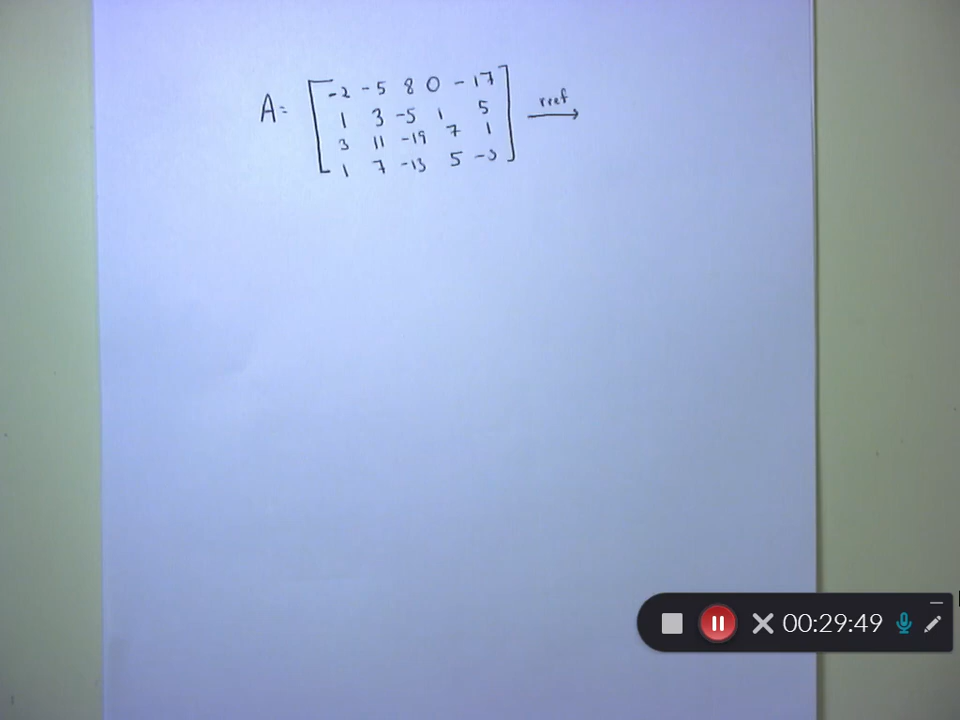 -2 -5 8 0 -17
A= 1 3 -5 1 5 rref
3 11 -19 7 1
1 7 -13 5 -3
00:29:49